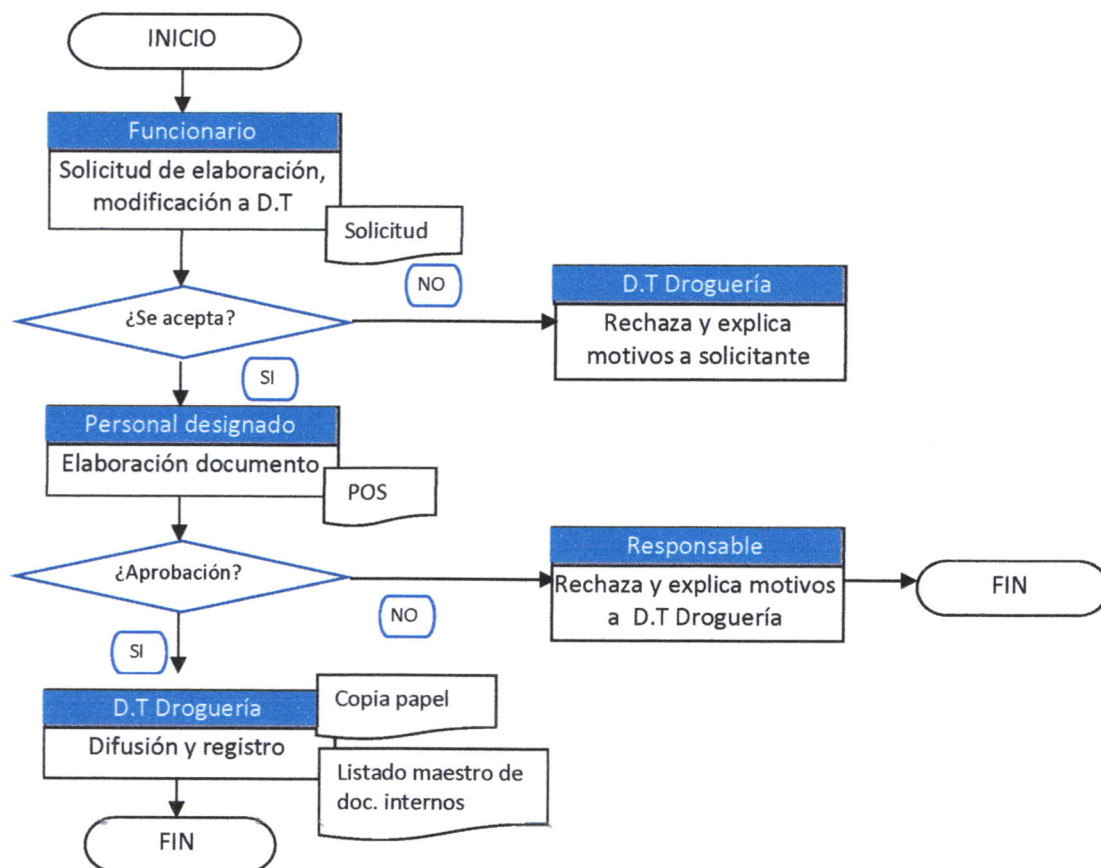 INICIO
Funcionario
Solicitud de elaboración,
modificación a D.T
Solicitud
NO
¿Se acepta?
D.T Droguería
Rechaza y explica
motivos a solicitante
SI
Personal designado
Elaboración documento
POS
¿Aprobación?
NO
Responsable
Rechaza y explica motivos
a D.T Droguería
FIN
SI
D.T Droguería
Difusión y registro
Copia papel
Listado maestro de
doc. internos
FIN